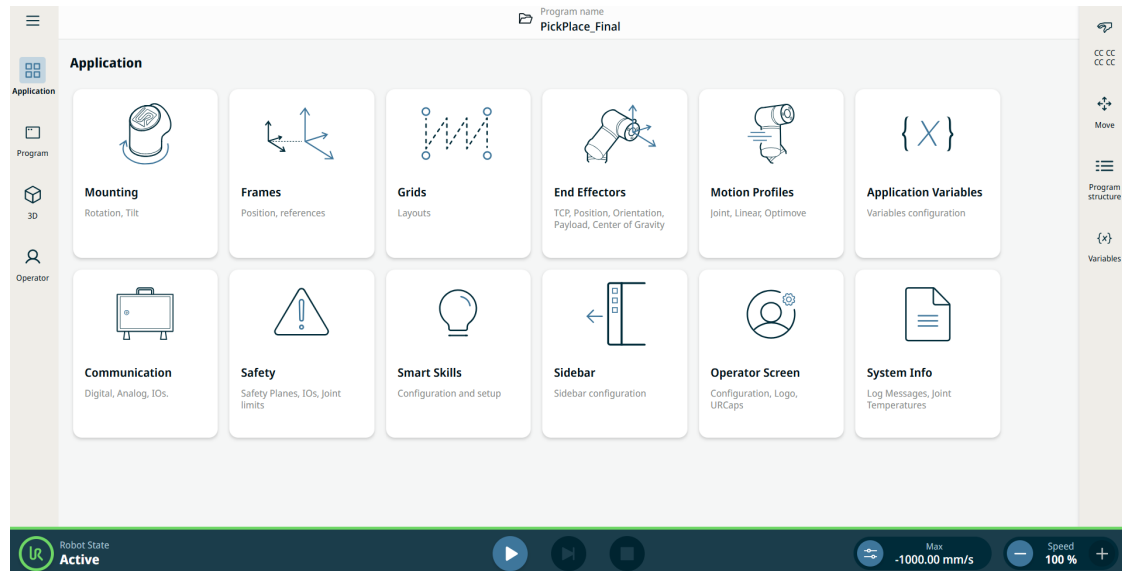 Program name
PickPlace_Final
Application
Application
Program
3D
Operator
Mounting
Rotation, Tilt
Frames
Position, references
Grids
Layouts
End Effectors
TCP, Position, Orientation,
Payload, Center of Gravity
Motion Profiles
Joint, Linear, Optimove
Application Variables
Variables configuration
Communication
Digital, Analog, IOs.
Safety
Safety Planes, IOs, Joint
limits
Smart Skills
Configuration and setup
Sidebar
Sidebar configuration
Operator Screen
Configuration, Logo,
URCaps
System Info
Log Messages, Joint
Temperatures
CC CC
CC CC
Move
Program
structure
{x}
Variables
UR
Robot State
Active
Max
-1000.00 mm/s
Speed
100 %